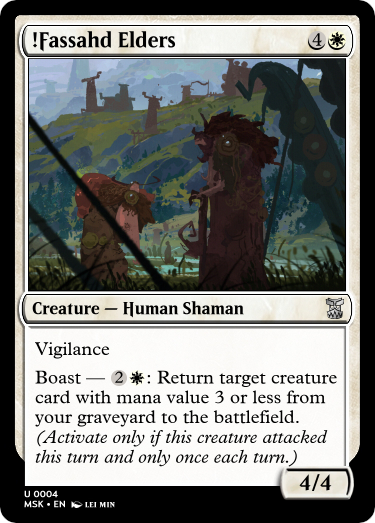 !Fassahd Elders 4
Creature — Human Shaman
Vigilance
Boast — 2: Return target creature
card with mana value 3 or less from
your graveyard to the battlefield.
(Activate only if this creature attacked
this turn and only once each turn.)
4/4
U 0004
MSK • EN LEI MIN